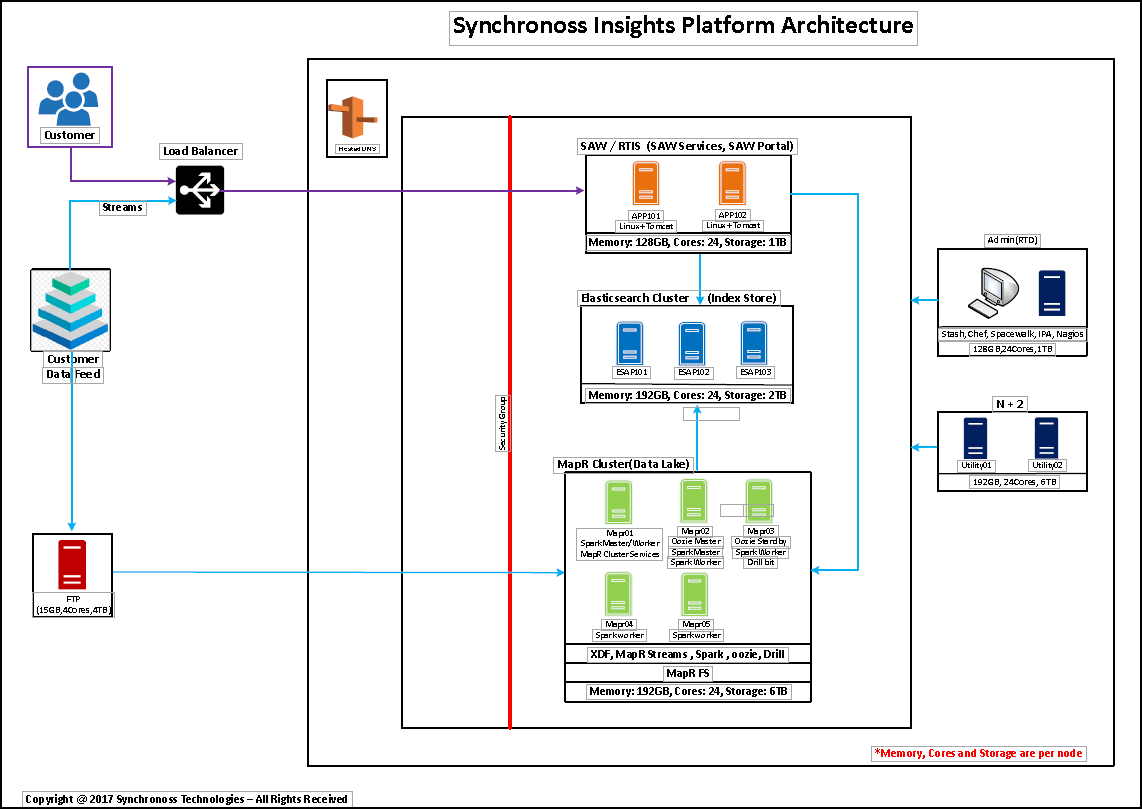 Synchronoss Insights Platform Architecture
Customer
Load Balancer
Streams
Customer
Data Feed
FTP
(15GB,4Cores,4TB)
Hosted DNS
Security Group
SAW / RTIS (SAW Services, SAW Portal)
APP101
Linux+Tomcat
APP102
Linux+Tomcat
Memory: 128GB, Cores: 24, Storage: 1TB
Elasticsearch Cluster (Index Store)
ESAP101
ESAP102
ESAP103
Memory: 192GB, Cores: 24, Storage: 2TB
MapR Cluster(Data Lake)
Mapr01
SparkMaster/Worker
MapR Cluster Services
Mapr02
Oozie Master
SparkMaster
SparkWorker
Mapr03
Oozie Standby
SparkWorker
Drill bit
Mapr04
Sparkworker
Mapr05
Sparkworker
XDF, MapR Streams , Spark , oozie, Drill
MapR FS
Memory: 192GB, Cores: 24, Storage: 6TB
Admin(RTD)
Stash, Chef, Spacewalk, IPA, Nagios
128GB,24Cores,1TB
N + 2
Utility01
Utility02
192GB, 24Cores, 6TB
*Memory, Cores and Storage are per node
Copyright @ 2017 Synchronoss Technologies – All Rights Received